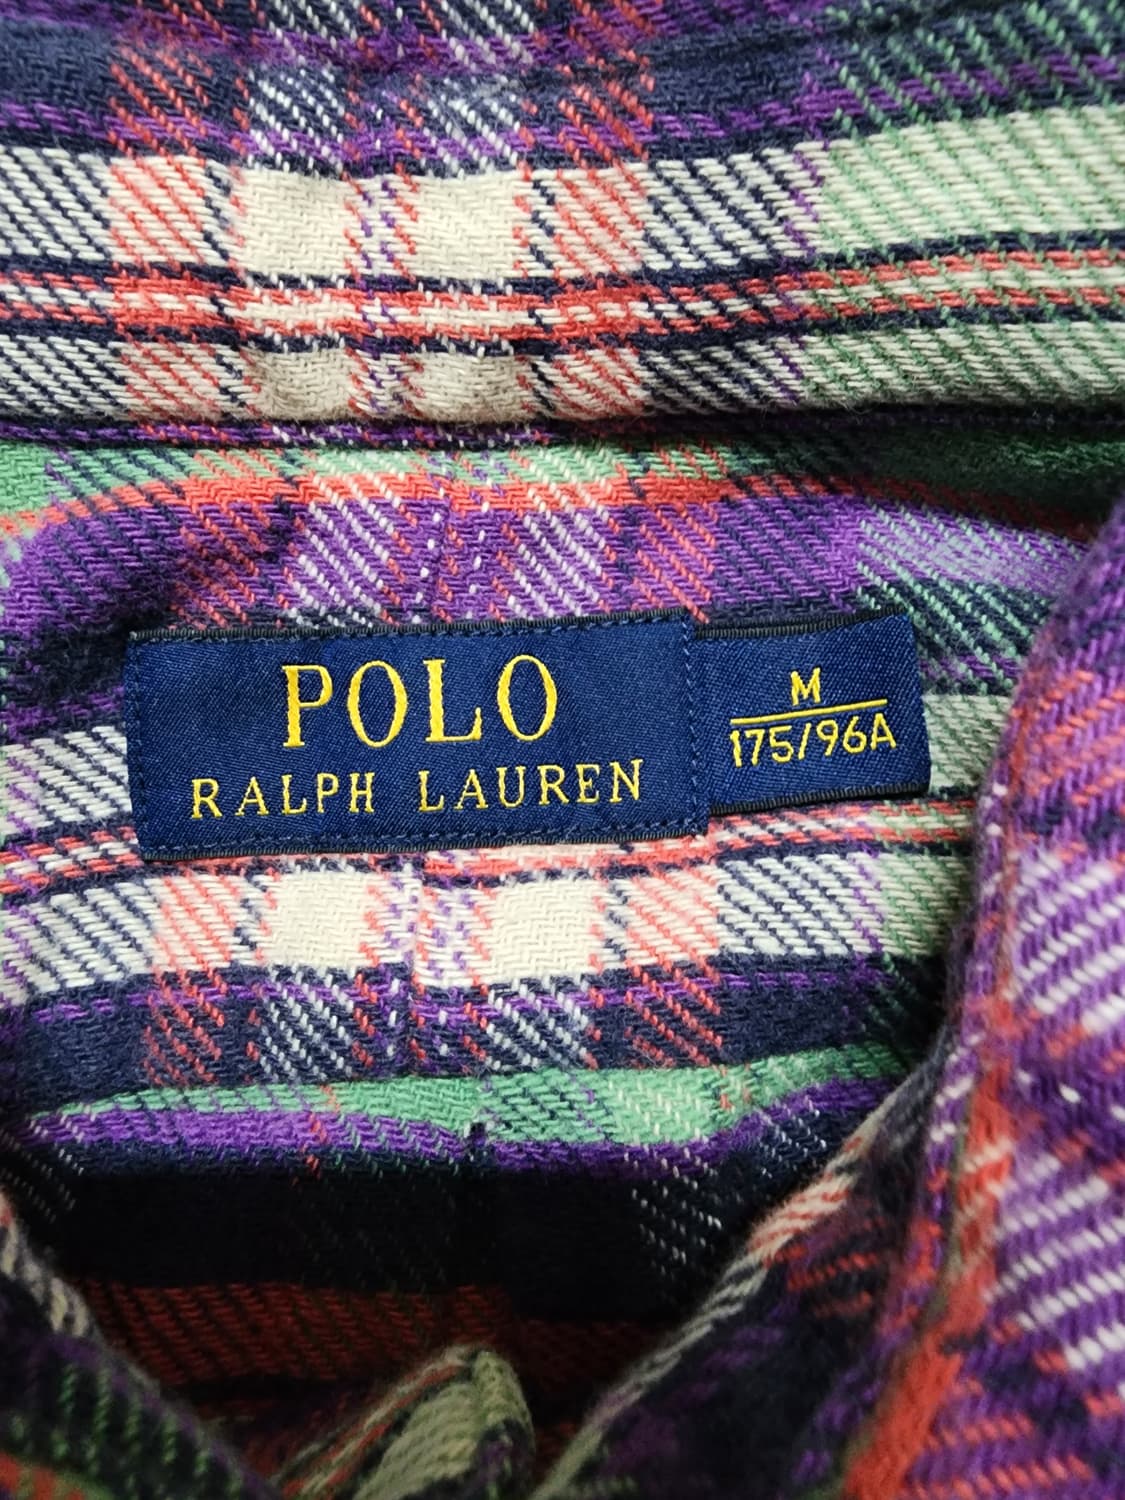 POLO
RALPH LAUREN
M
175/96A